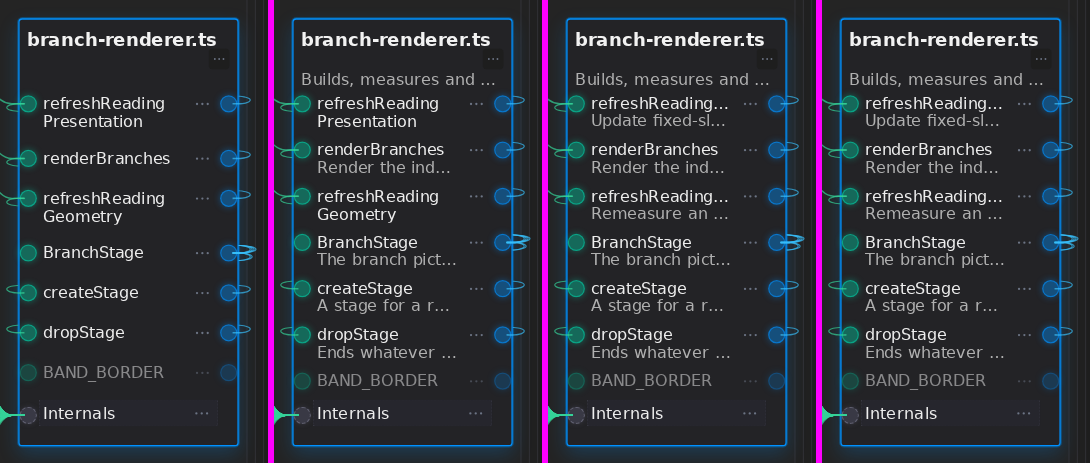 branch-renderer.ts
...
refreshReading ...
Presentation
renderBranches ...
refreshReading ...
Geometry
BranchStage ...
createStage ...
dropStage ...
BAND_BORDER ...
Internals ...
branch-renderer.ts
...
Builds, measures and ...
refreshReading ...
Presentation
renderBranches ...
Render the ind...
refreshReading ...
Geometry
BranchStage ...
The branch pict...
createStage ...
A stage for a r...
dropStage ...
Ends whatever ...
BAND_BORDER ...
Internals ...
branch-renderer.ts
...
Builds, measures and ...
refreshReading... ...
Update fixed-sl...
renderBranches ...
Render the ind...
refreshReading... ...
Remeasure an ...
BranchStage ...
The branch pict...
createStage ...
A stage for a r...
dropStage ...
Ends whatever ...
BAND_BORDER ...
Internals ...
branch-renderer.ts
...
Builds, measures and ...
refreshReading... ...
Update fixed-sl...
renderBranches ...
Render the ind...
refreshReading... ...
Remeasure an ...
BranchStage ...
The branch pict...
createStage ...
A stage for a r...
dropStage ...
Ends whatever ...
BAND_BORDER ...
Internals ...